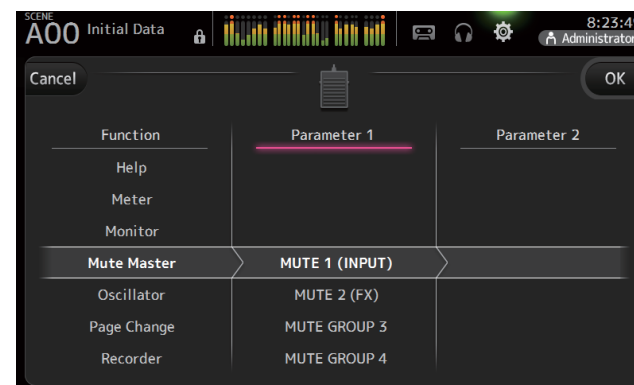 SCENE
A00 Initial Data
8:23:49
Administrator
Cancel
OK
Function Parameter 1 Parameter 2
Help
Meter
Monitor
Mute Master MUTE 1 (INPUT)
Oscillator MUTE 2 (FX)
Page Change MUTE GROUP 3
Recorder MUTE GROUP 4